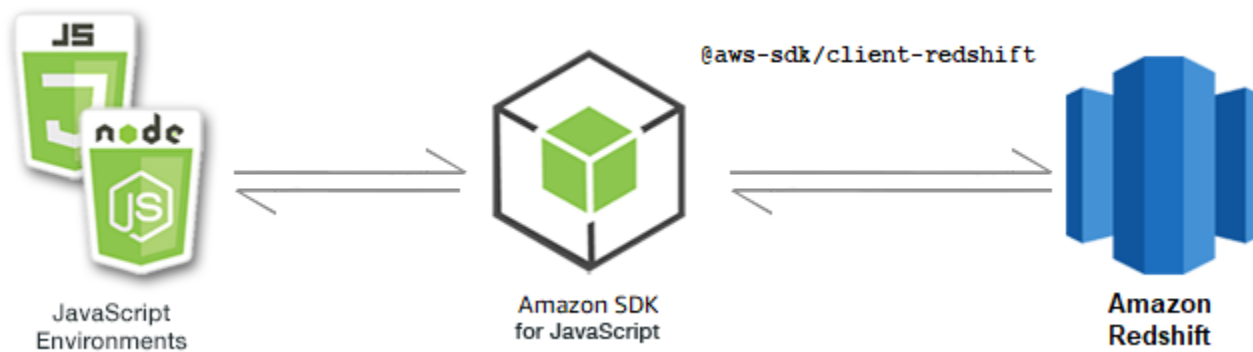 JS
node
JS
@aws-sdk/client-redshift
JavaScript
Environments
Amazon SDK
for JavaScript
Amazon
Redshift